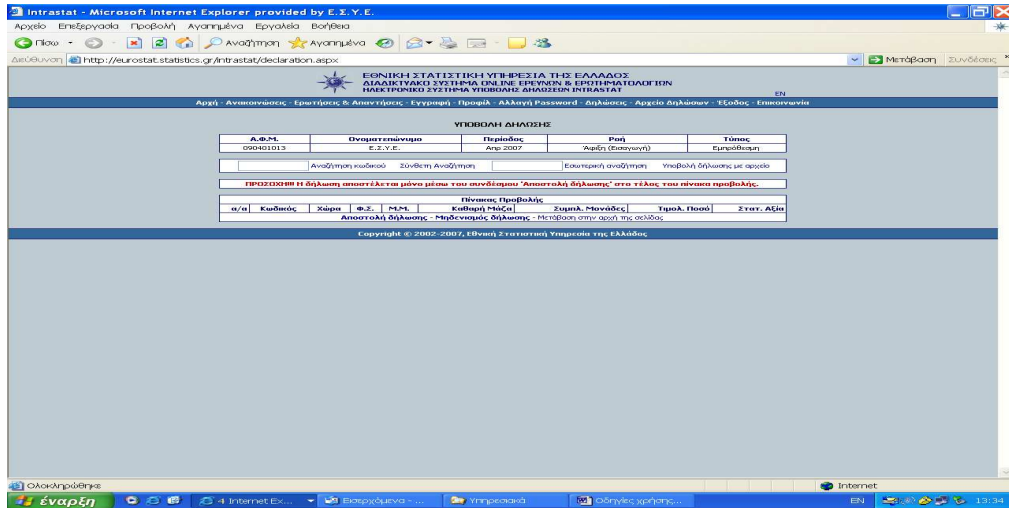 Intrastat - Microsoft Internet Explorer provided by Ε.Σ.Υ.Ε.
Αρχείο Επεξεργασία Προβολή Αγαπημένα Εργαλεία Βοήθεια
Πίσω Αναζήτηση Αγαπημένα
Διεύθυνση http://eurostat.statistics.gr/intrastat/declaration.aspx Μετάβαση Συνδέσεις »
ΕΘΝΙΚΗ ΣΤΑΤΙΣΤΙΚΗ ΥΠΗΡΕΣΙΑ ΤΗΣ ΕΛΛΑΔΟΣ
ΔΙΑΔΙΚΤΥΑΚΟ ΣΥΣΤΗΜΑ ONLINE ΕΡΕΥΝΩΝ & ΕΡΩΤΗΜΑΤΟΛΟΓΙΩΝ
ΗΛΕΚΤΡΟΝΙΚΟ ΣΥΣΤΗΜΑ ΥΠΟΒΟΛΗΣ ΔΗΛΩΣΕΩΝ INTRASTAT
EN
Αρχή - Ανακοινώσεις - Ερωτήσεις & Απαντήσεις - Εγγραφή - Προφίλ - Αλλαγή Password - Δηλώσεις - Αρχείο Δηλώσεων - Έξοδος - Επικοινωνία
ΥΠΟΒΟΛΗ ΔΗΛΩΣΗΣ
Α.Φ.Μ. Ονοματεπώνυμο Περίοδος Ροή Τύπος
090401013 Ε.Σ.Υ.Ε. Απρ 2007 Άφιξη (Εισαγωγή) Εμπρόθεσμη
Αναζήτηση κωδικού Σύνθετη Αναζήτηση Εσωτερική αναζήτηση Υποβολή δήλωσης με αρχείο
ΠΡΟΣΟΧΗ!!! Η δήλωση αποστέλεται μόνο μέσω του συνδέσμου 'Αποστολή δήλωσης' στο τέλος του πίνακα προβολής.
Πίνακας Προβολής
α/α Κωδικός Χώρα Φ.Σ. Μ.Μ. Καθαρή Μάζα Συμπλ. Μονάδες Τιμολ. Ποσό Στατ. Αξία
Αποστολή δήλωσης - Μηδενισμός δήλωσης - Μετάβαση στην αρχή της σελίδας
Copyright © 2002-2007, Εθνική Στατιστική Υπηρεσία της Ελλάδος
Ολοκληρώθηκε Internet
έναρξη 4 Internet Ex... Εισερχόμενα - ... Υπηρεσιακά Οδηγίες χρήσης... EN 13:34